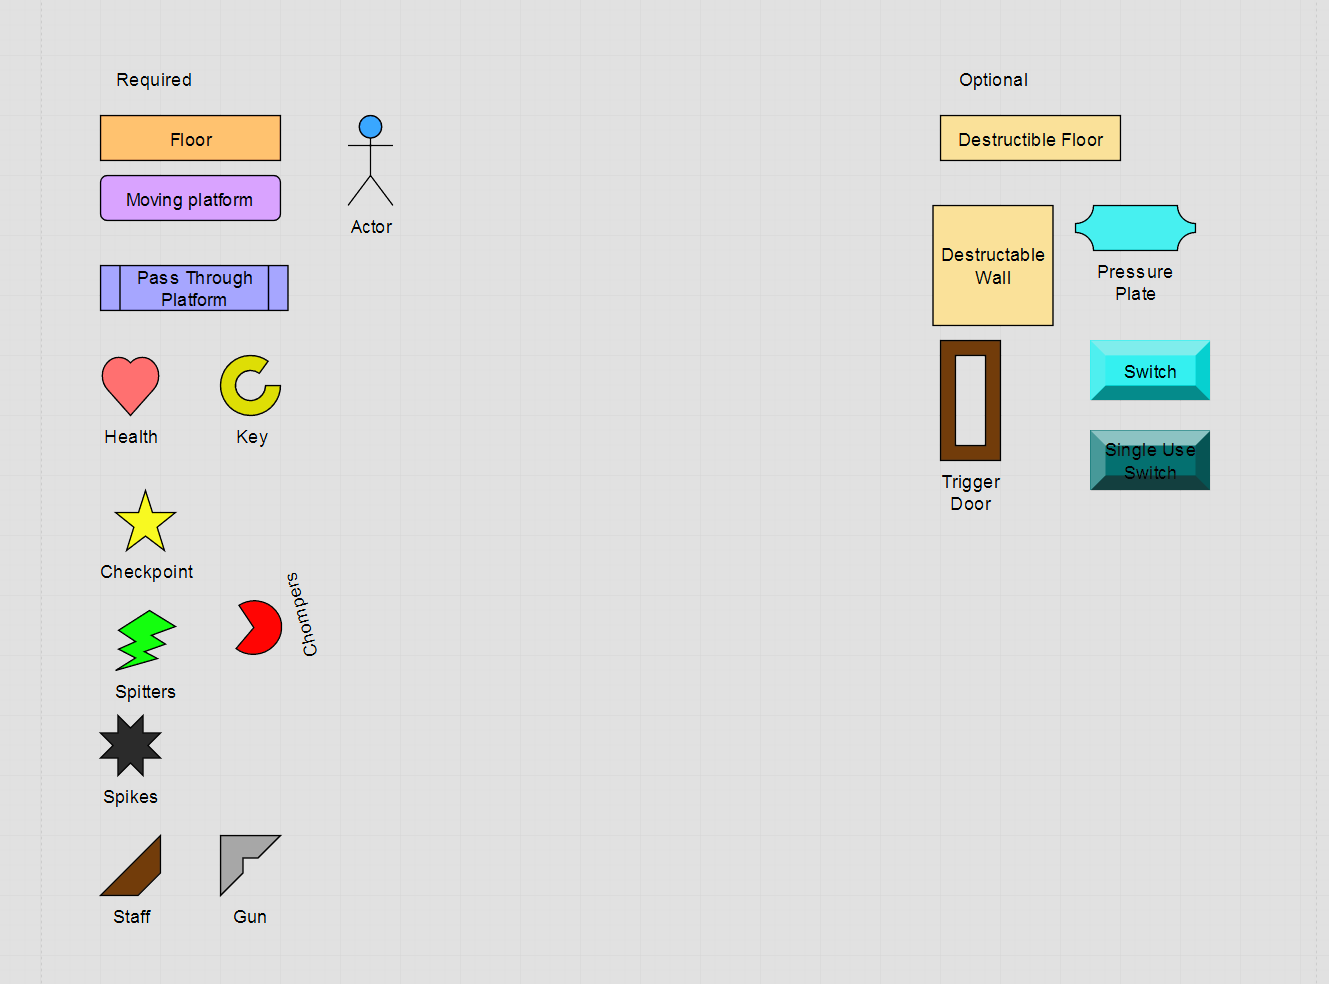 Required
Optional
Floor
Destructible Floor
Moving platform
Actor
Destructable
Wall
Pass Through
Platform
Pressure
Plate
Switch
Health
Key
Single Use
Switch
Trigger
Door
Checkpoint
Chompers
Spitters
Spikes
Staff
Gun